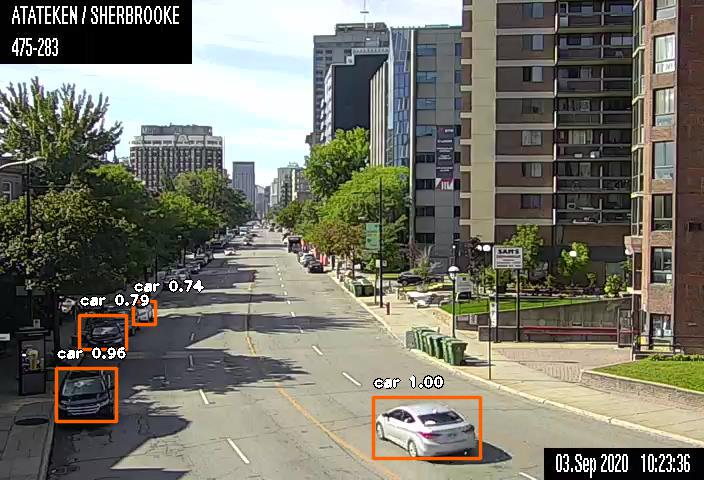 ATATEKEN / SHERBROOKE
475-283
car 0.74
car 0.79
car 0.96
car 1.00
SAM'S
03.Sep 2020 10:23:36